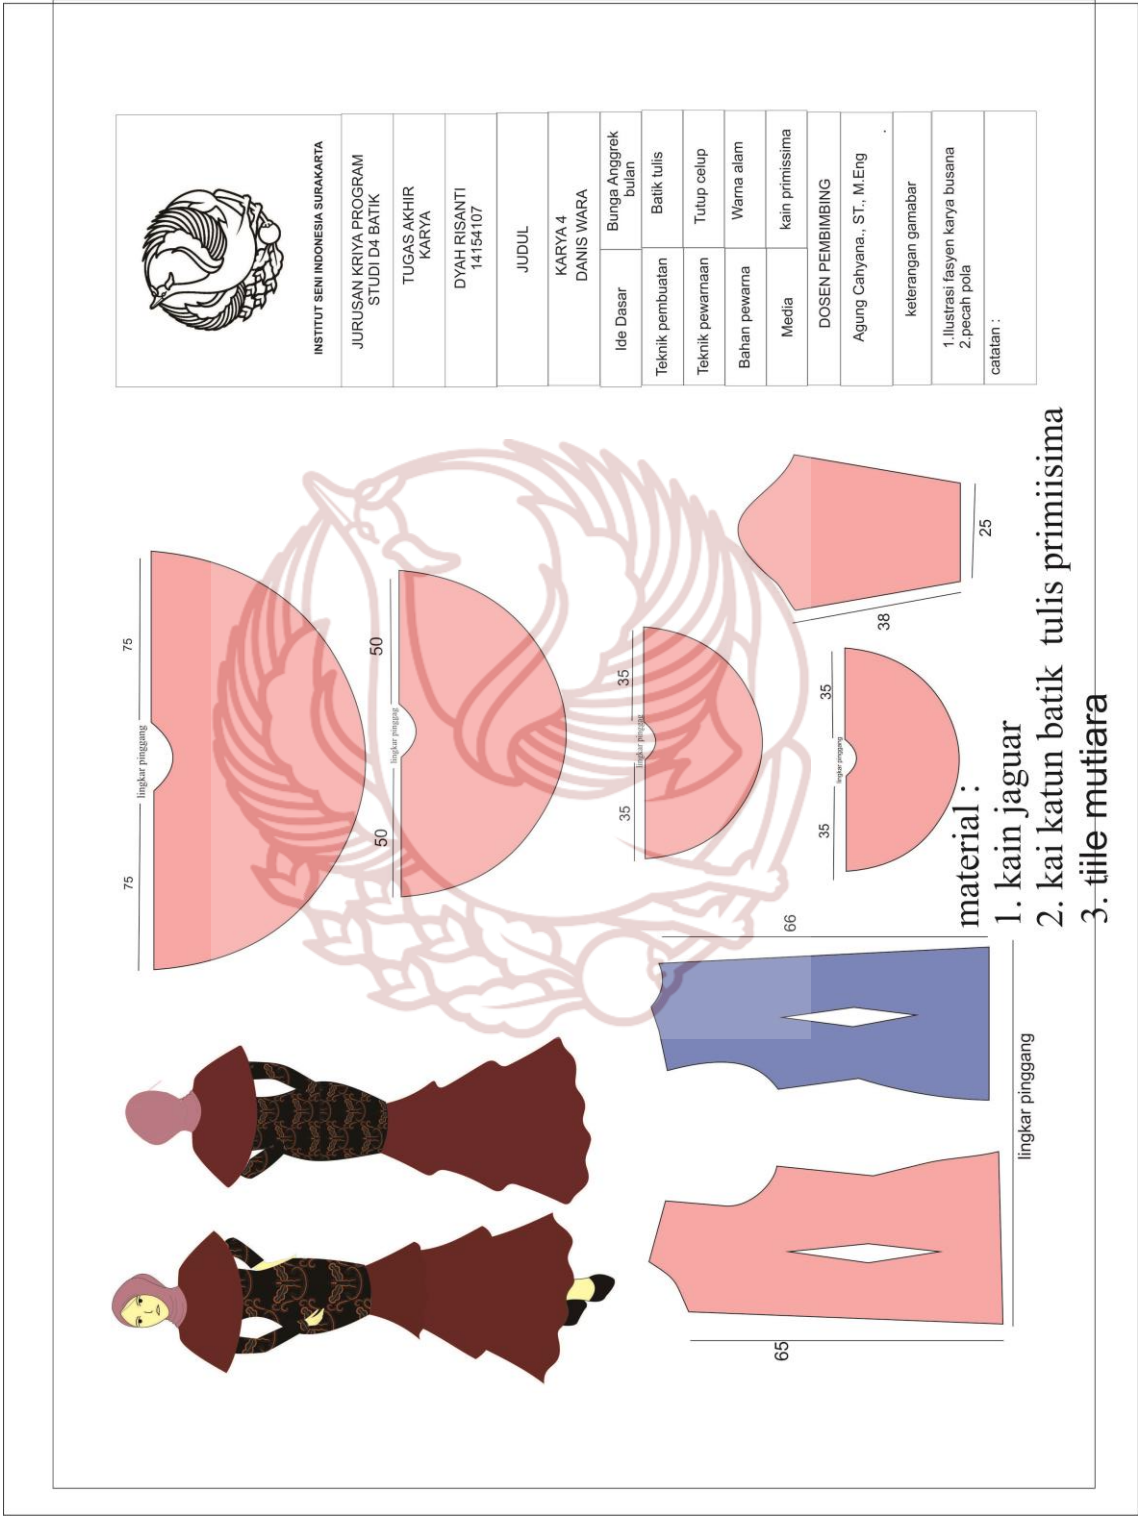 INSTITUT SENI INDONESIA SURAKARTA
JURUSAN KRIYA PROGRAM
STUDI D4 BATIK
TUGAS AKHIR
KARYA
DYAH RISANTI
14154107
JUDUL
KARYA 4
DANIS WARA
Ide Dasar
Bunga Anggrek
bulan
Teknik pembuatan
Batik tulis
Teknik pewarnaan
Tutup celup
Bahan pewarna
Warna alam
Media
kain primissima
DOSEN PEMBIMBING
Agung Cahyana., ST., M.Eng
.
keterangan gamabar
1.Ilustrasi fasyen karya busana
2.pecah pola
catatan :
75
lingkar pinggang
75
50
lingkar pinggag
50
35
lingkar pinggag
35
35
lingkar pinggang
35
38
25
66
65
lingkar pinggang
material :
1. kain jaguar
2. kai katun batik tulis primiisima
3. tiile mutiara